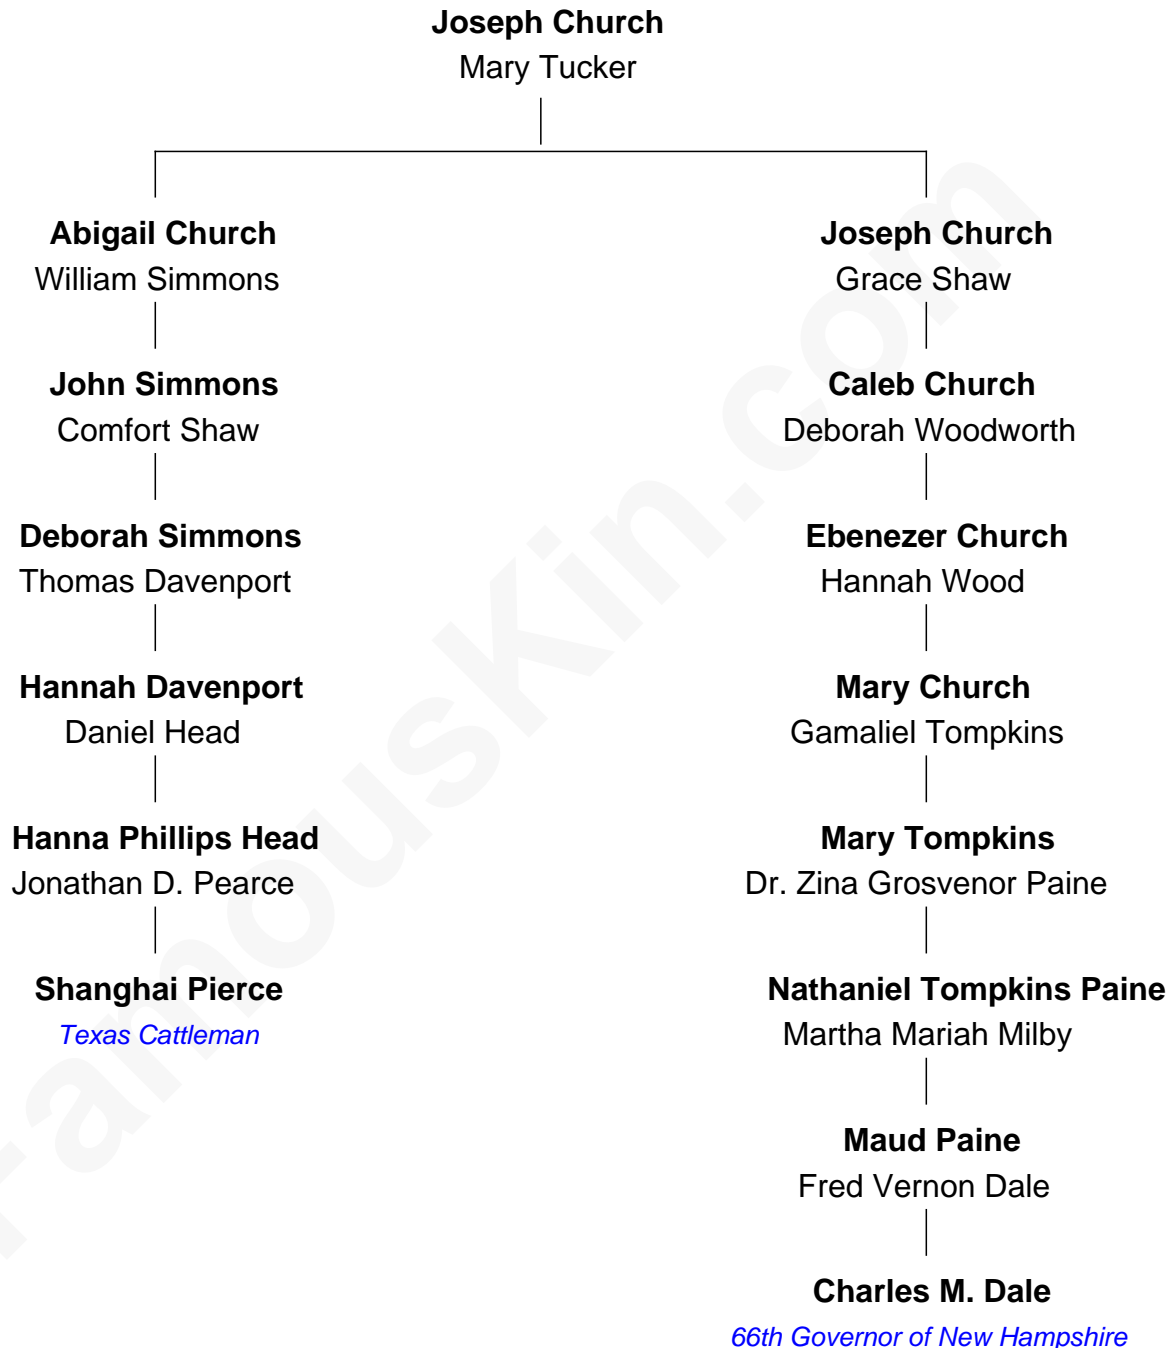 Joseph Church
Mary Tucker
Abigail Church
William Simmons
John Simmons
Comfort Shaw
Deborah Simmons
Thomas Davenport
Hannah Davenport
Daniel Head
Hanna Phillips Head
Jonathan D. Pearce
Shanghai Pierce
Texas Cattleman
Joseph Church
Grace Shaw
Caleb Church
Deborah Woodworth
Ebenezer Church
Hannah Wood
Mary Church
Gamaliel Tompkins
Mary Tompkins
Dr. Zina Grosvenor Paine
Nathaniel Tompkins Paine
Martha Mariah Milby
Maud Paine
Fred Vernon Dale
Charles M. Dale
66th Governor of New Hampshire
FamousKin.com